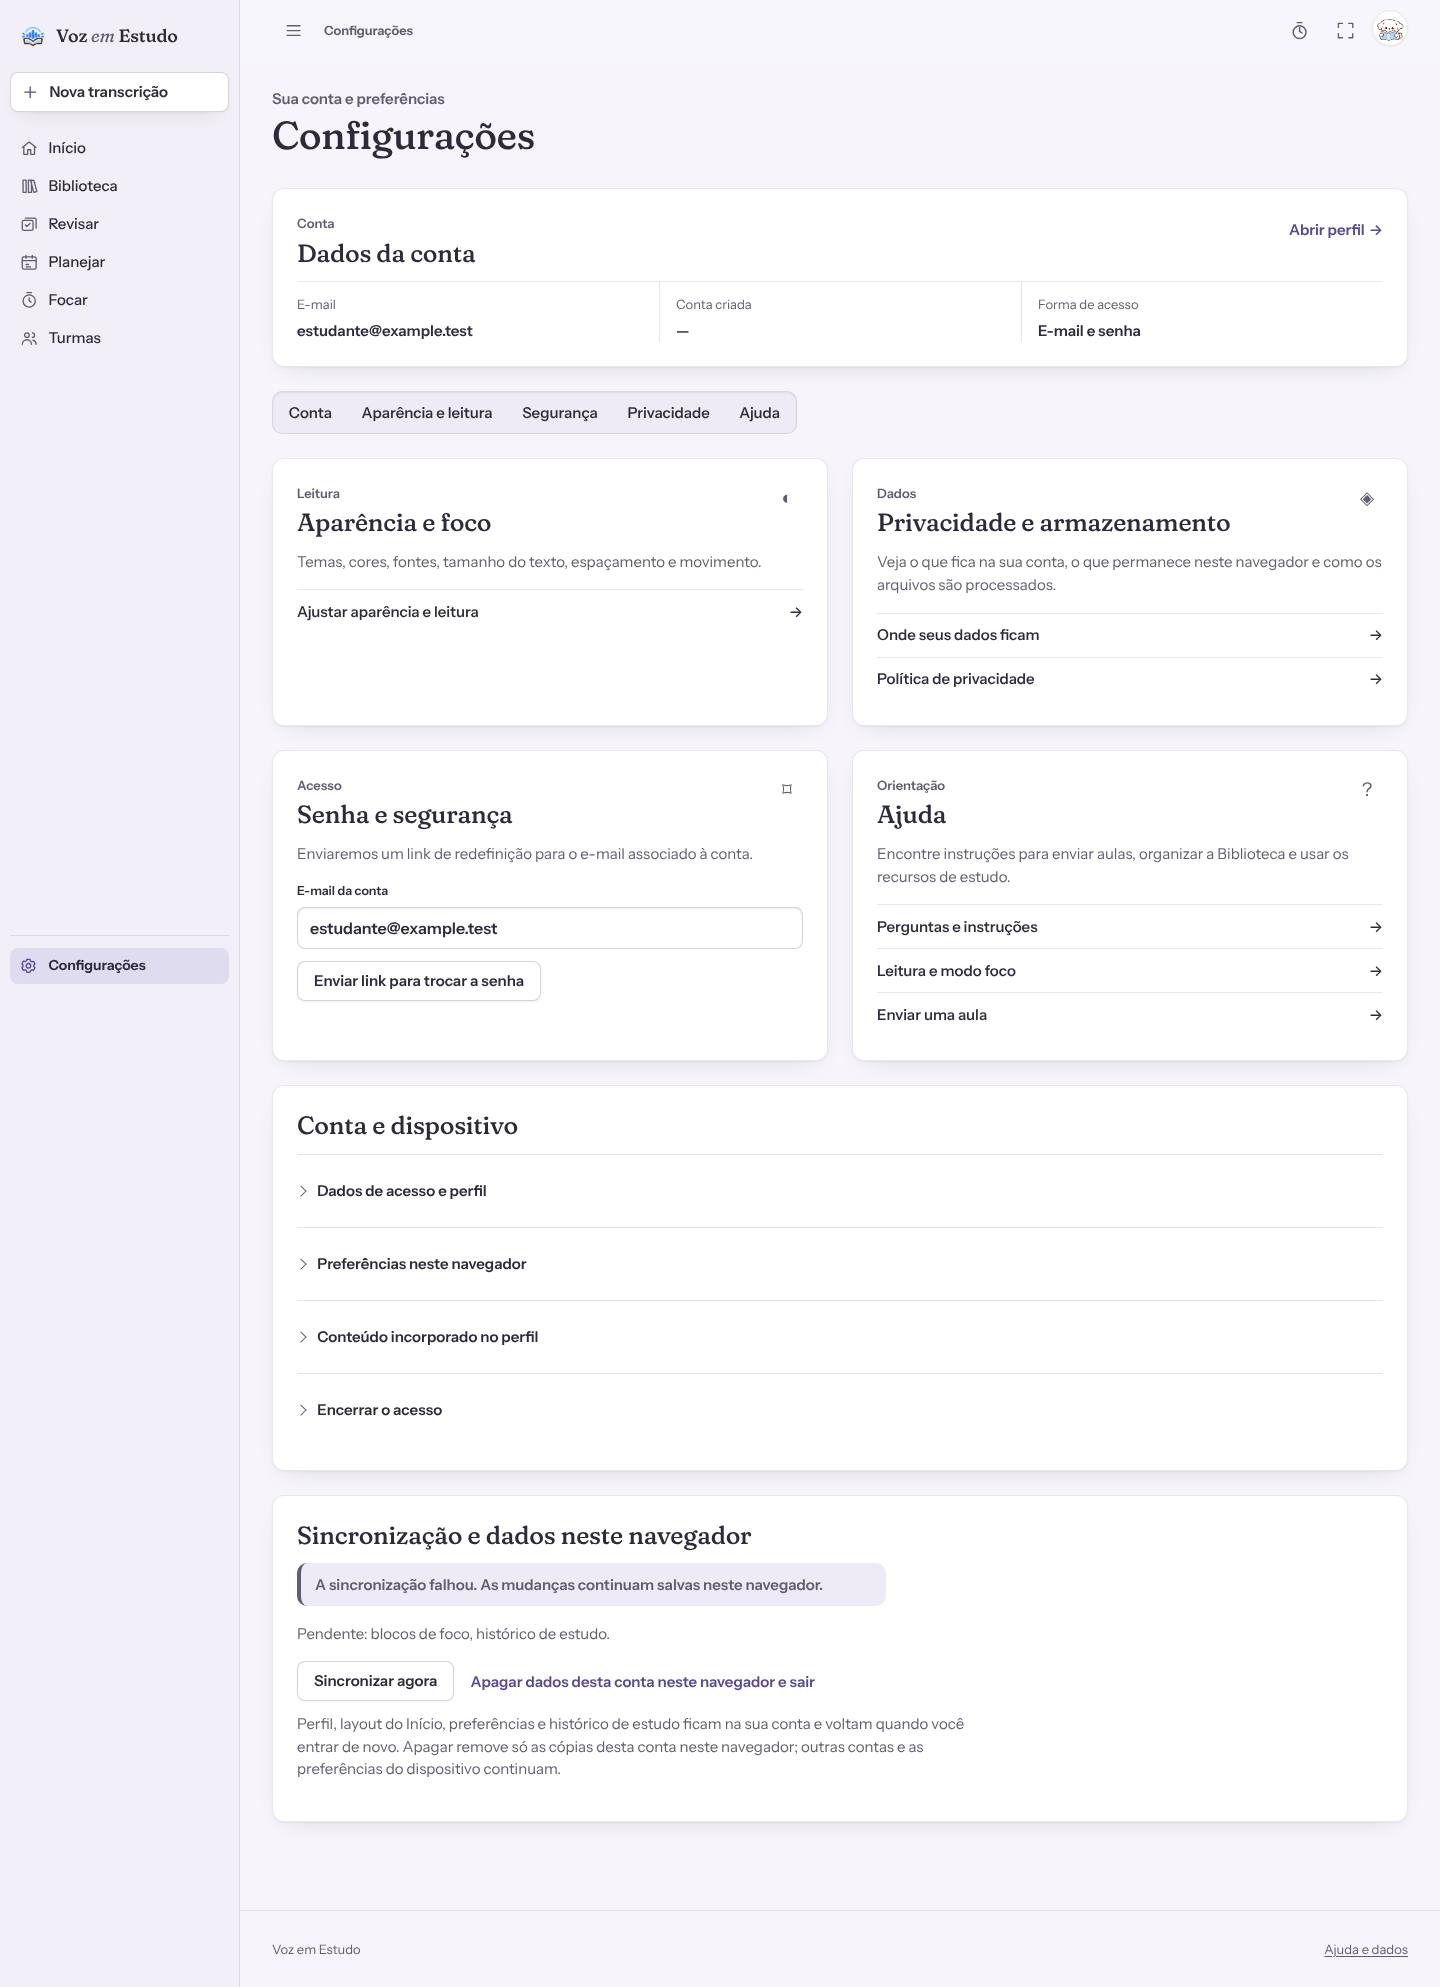 Voz em Estudo
Nova transcrição
Início
Biblioteca
Revisar
Planejar
Focar
Turmas
Configurações
Configurações
Sua conta e preferências
Configurações
Conta
Dados da conta
Abrir perfil →
E-mail
estudante@example.test
Conta criada
—
Forma de acesso
E-mail e senha
Conta
Aparência e leitura
Segurança
Privacidade
Ajuda
Leitura
Aparência e foco
Temas, cores, fontes, tamanho do texto, espaçamento e movimento.
Ajustar aparência e leitura →
Dados
◈
Privacidade e armazenamento
Veja o que fica na sua conta, o que permanece neste navegador e como os
arquivos são processados.
Onde seus dados ficam →
Política de privacidade →
Acesso
Senha e segurança
Enviaremos um link de redefinição para o e-mail associado à conta.
E-mail da conta
estudante@example.test
Enviar link para trocar a senha
Orientação
?
Ajuda
Encontre instruções para enviar aulas, organizar a Biblioteca e usar os
recursos de estudo.
Perguntas e instruções →
Leitura e modo foco →
Enviar uma aula →
Conta e dispositivo
Dados de acesso e perfil
Preferências neste navegador
Conteúdo incorporado no perfil
Encerrar o acesso
Sincronização e dados neste navegador
A sincronização falhou. As mudanças continuam salvas neste navegador.
Pendente: blocos de foco, histórico de estudo.
Sincronizar agora
Apagar dados desta conta neste navegador e sair
Perfil, layout do Início, preferências e histórico de estudo ficam na sua conta e voltam quando você
entrar de novo. Apagar remove só as cópias desta conta neste navegador; outras contas e as
preferências do dispositivo continuam.
Voz em Estudo
Ajuda e dados